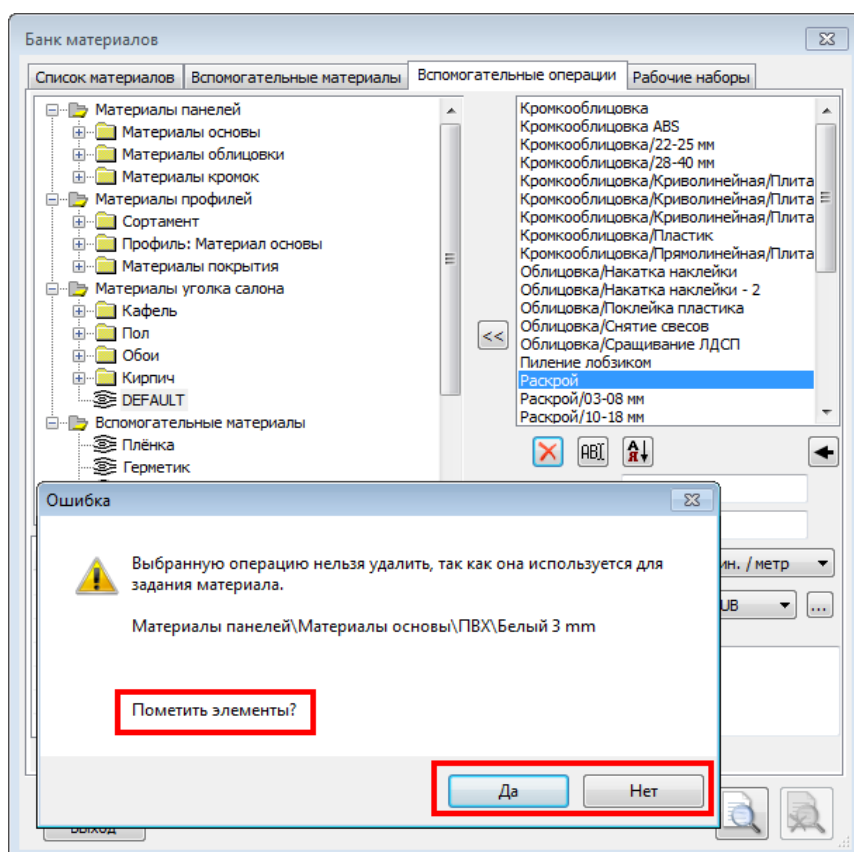 Банк материалов
Список материалов
Вспомогательные материалы
Вспомогательные операции
Рабочие наборы
Материалы панелей
Материалы основы
Материалы облицовки
Материалы кромок
Материалы профилей
Сортамент
Профиль: Материал основы
Материалы покрытия
Материалы уголка салона
Кафель
Пол
Обои
Кирпич
DEFAULT
Вспомогательные материалы
Плёнка
Герметик
<<
Кромкооблицовка
Кромкооблицовка ABS
Кромкооблицовка/22-25 мм
Кромкооблицовка/28-40 мм
Кромкооблицовка/Криволинейная/Плита
Кромкооблицовка/Криволинейная/Плита
Кромкооблицовка/Криволинейная/Плита
Кромкооблицовка/Пластик
Кромкооблицовка/Прямолинейная/Плита
Облицовка/Накатка наклейки
Облицовка/Накатка наклейки - 2
Облицовка/Поклейка пластика
Облицовка/Снятие свесов
Облицовка/Сращивание ЛДСП
Пиление лобзиком
Раскрой
Раскрой/03-08 мм
Раскрой/10-18 мм
ABI
АЯ
ин. / метр
UB
...
Ошибка
Выбранную операцию нельзя удалить, так как она используется для
задания материала.
Материалы панелей\Материалы основы\ПВХ\Белый 3 mm
Пометить элементы?
Да
Нет
Выход